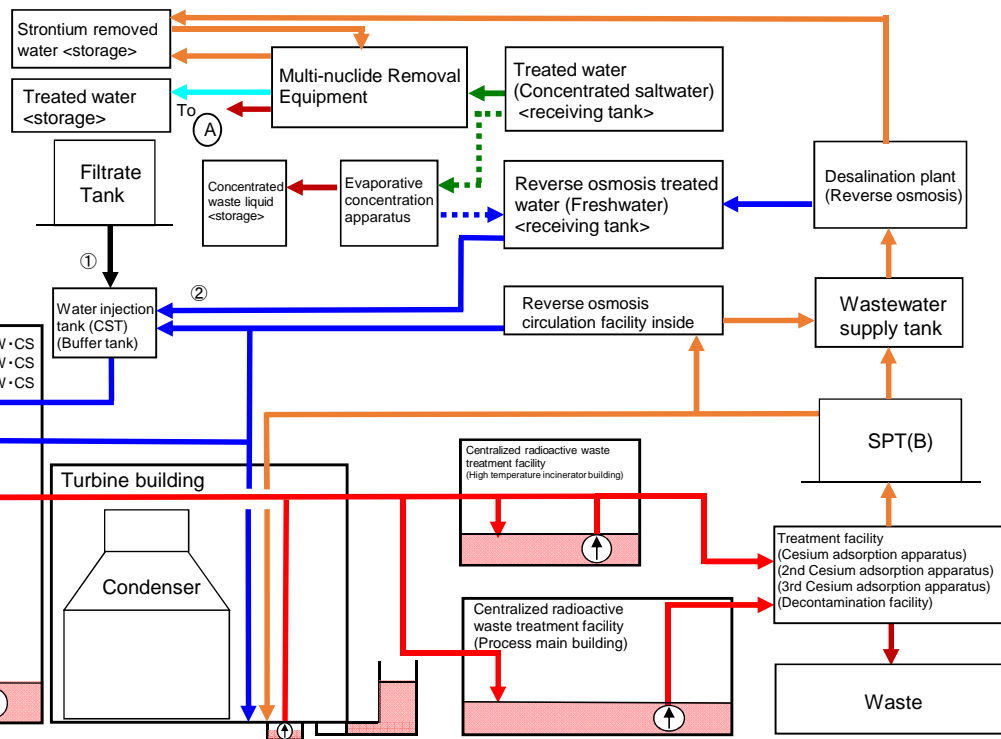 Strontium removed
water <storage>
Multi-nuclide Removal
Equipment
Treated water
(Concentrated saltwater)
<receiving tank>
Treated water
<storage>
To
A
Filtrate
Tank
Concentrated
waste liquid
<storage>
Evaporative
concentration
apparatus
Reverse osmosis treated
water (Freshwater)
<receiving tank>
Desalination plant
(Reverse osmosis)
①
②
Water injection
tank (CST)
(Buffer tank)
Reverse osmosis
circulation facility inside
Wastewater
supply tank
W・CS
W・CS
W・CS
SPT(B)
Turbine building
Condenser
Centralized radioactive waste
treatment facility
(High temperature incinerator building)
Treatment facility
(Cesium adsorption apparatus)
(2nd Cesium adsorption apparatus)
(3rd Cesium adsorption apparatus)
(Decontamination facility)
Centralized radioactive
waste treatment facility
(Process main building)
Waste